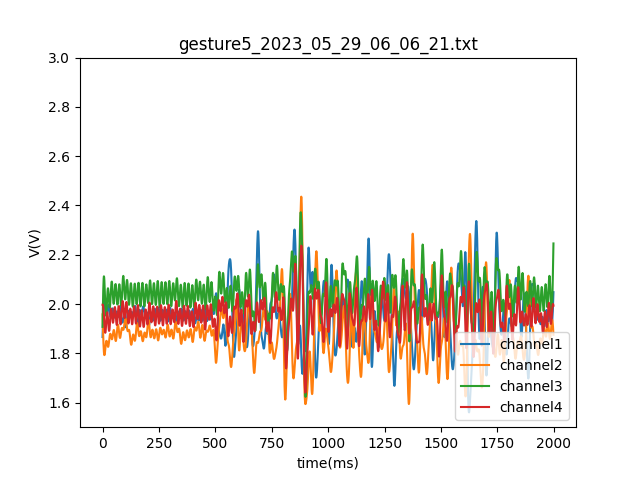 gesture5_2023_05_29_06_06_21.txt
3.0
2.8
2.6
2.4
2.2
2.0
1.8
1.6
V(V)
channel1
channel2
channel3
channel4
0 250 500 750 1000 1250 1500 1750 2000
time(ms)